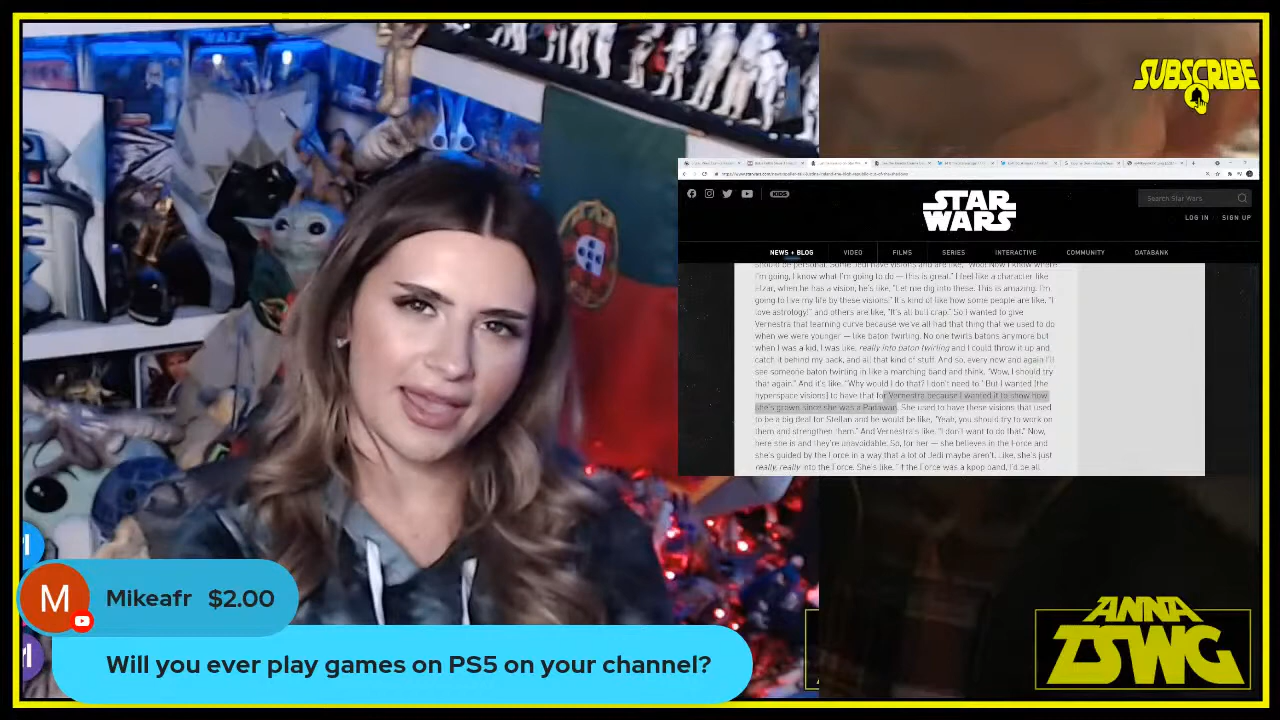 SUBSCRIBE
KIDS
STAR
WARS
Search Star Wars
LOG IN SIGN UP
NEWS + BLOG VIDEO FILMS SERIES INTERACTIVE COMMUNITY DATABANK
I'm going, I know what I'm going to do — this is great." I feel like a character like
Elzar, when he has a vision, he's like, "Let me dig into these. This is amazing. I'm
going to live my life by these visions." It's kind of like how some people are like, "I
love astrology!" and others are like, "It's all bull crap." So I wanted to give
Vernestra that learning curve because we've all had that thing that we used to do
when we were younger — like baton twirling. No one twirls batons anymore but
when I was a kid, I was like, really into baton twirling and I could throw it up and
catch it behind my back, and all that kind of stuff. And so, every now and again I'll
see someone baton twirling in like a marching band and think, "Wow, I should try
that again." And it's like, "Why would I do that? I don't need to." But I wanted [the
hyperspace visions] to have that for Vernestra because I wanted it to show how
she's grown since she was a Padawan. She used to have these visions that used
to be a big deal for Stellan and he would be like, "Yeah, you should try to work on
them and strengthen them." And Vernestra's like, "I don't want to do that." Now,
here she is and they're unavoidable. So, for her — she believes in the Force and
she's guided by the Force in a way that a lot of Jedi maybe aren't. Like, she's just
really, really into the Force. She's like, "If the Force was a kpop band, I'd be all
M
Mikeafr $2.00
Will you ever play games on PS5 on your channel?
ANNA
TSWG